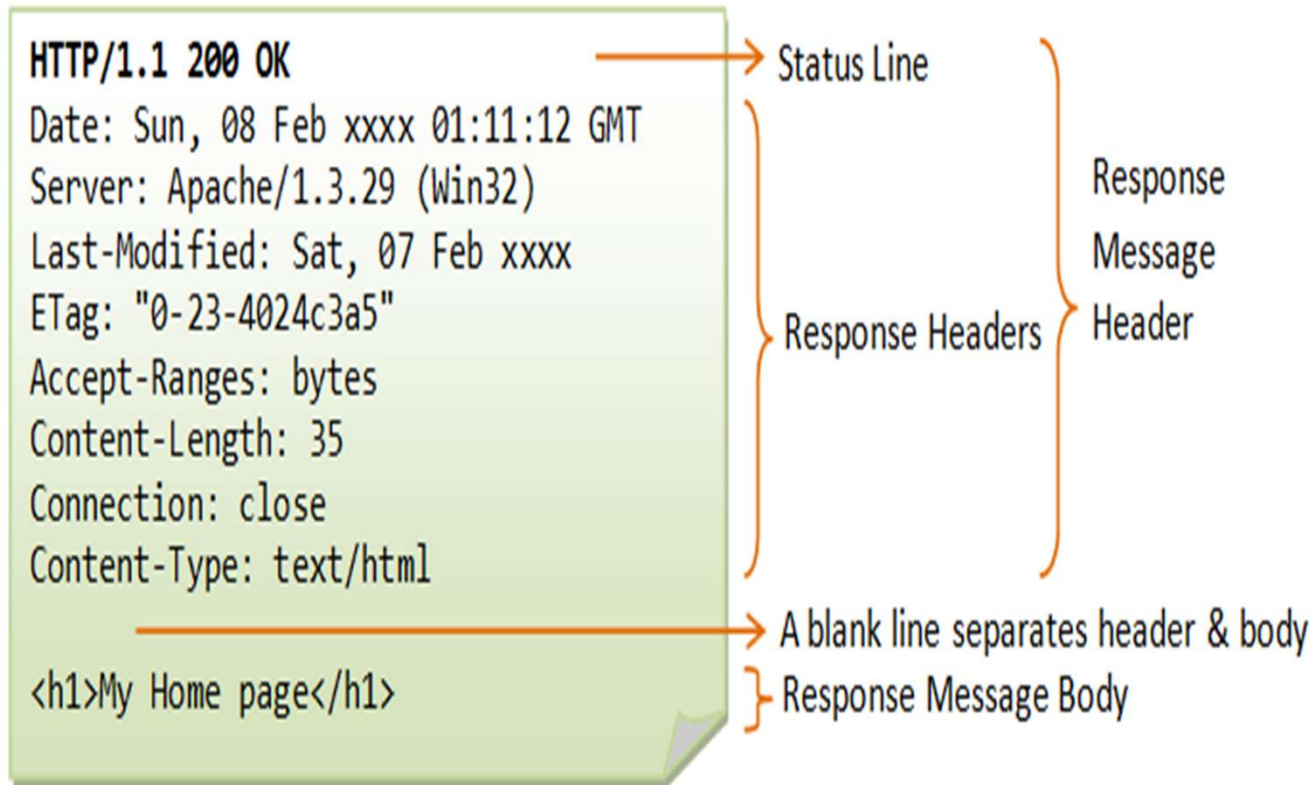 HTTP/1.1 200 OK
Date: Sun, 08 Feb xxxx 01:11:12 GMT
Server: Apache/1.3.29 (Win32)
Last-Modified: Sat, 07 Feb xxxx
ETag: "0-23-4024c3a5"
Accept-Ranges: bytes
Content-Length: 35
Connection: close
Content-Type: text/html
<h1>My Home page</h1>
Status Line
Response Headers
Response
Message
Header
A blank line separates header & body
Response Message Body